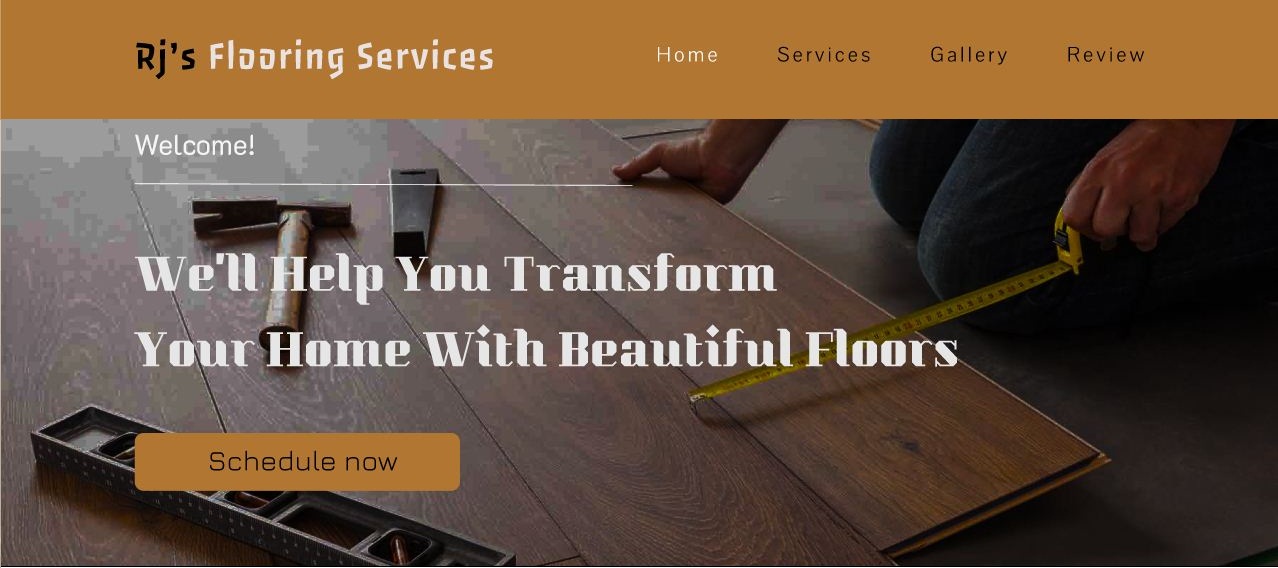 Rj's Flooring Services
Home Services Gallery Review
Welcome!
We'll Help You Transform
Your Home With Beautiful Floors
Schedule now